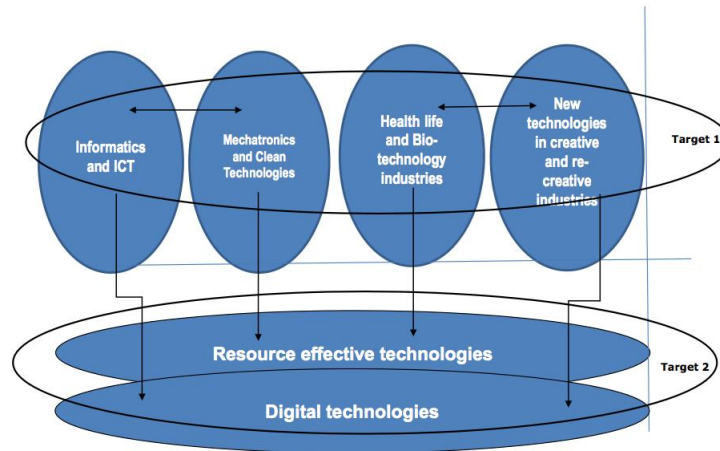 Informatics
and ICT
Mechatronics
and Clean
Technologies
Health life
and Bio-
technology
industries
New
technologies
in creative
and re-
creative
industries
Target 1
Resource effective technologies
Target 2
Digital technologies